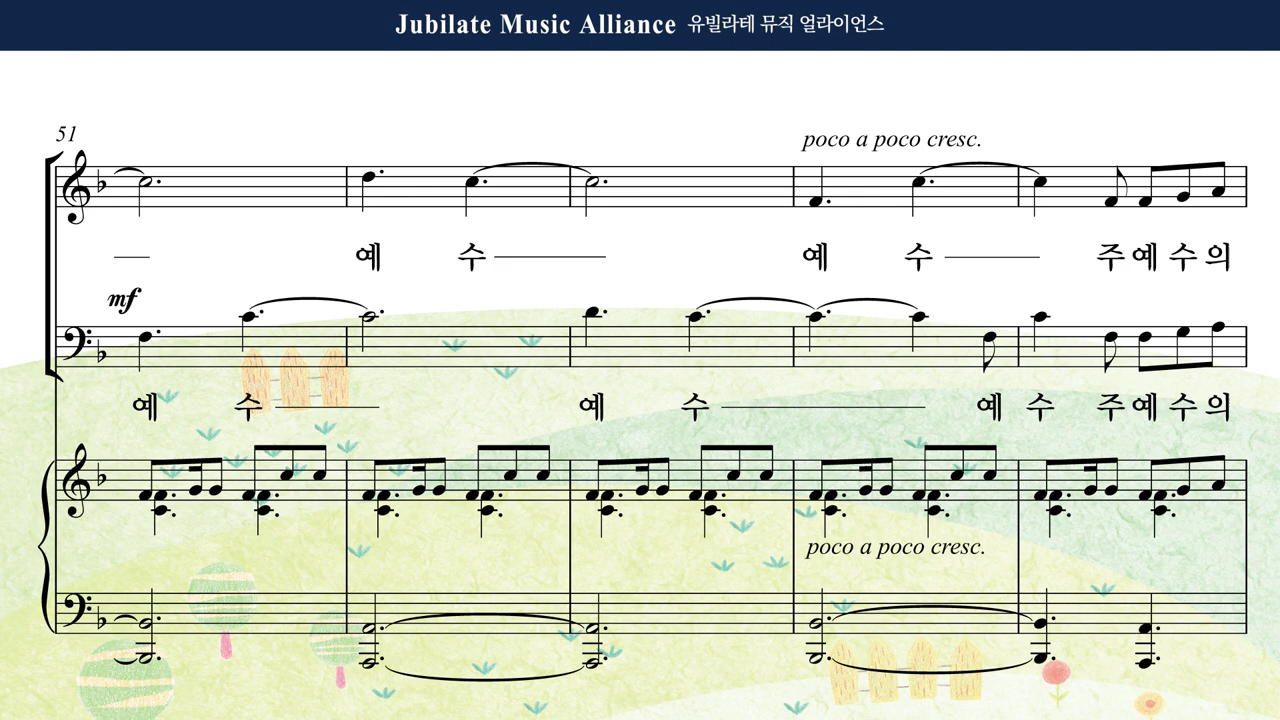 Jubilate Music Alliance 유빌라테 뮤직 얼라이언스
51
poco a poco cresc.
예 수 예 수 주 예 수 의
mf
예 수 예 수 예 수 주 예 수 의
poco a poco cresc.